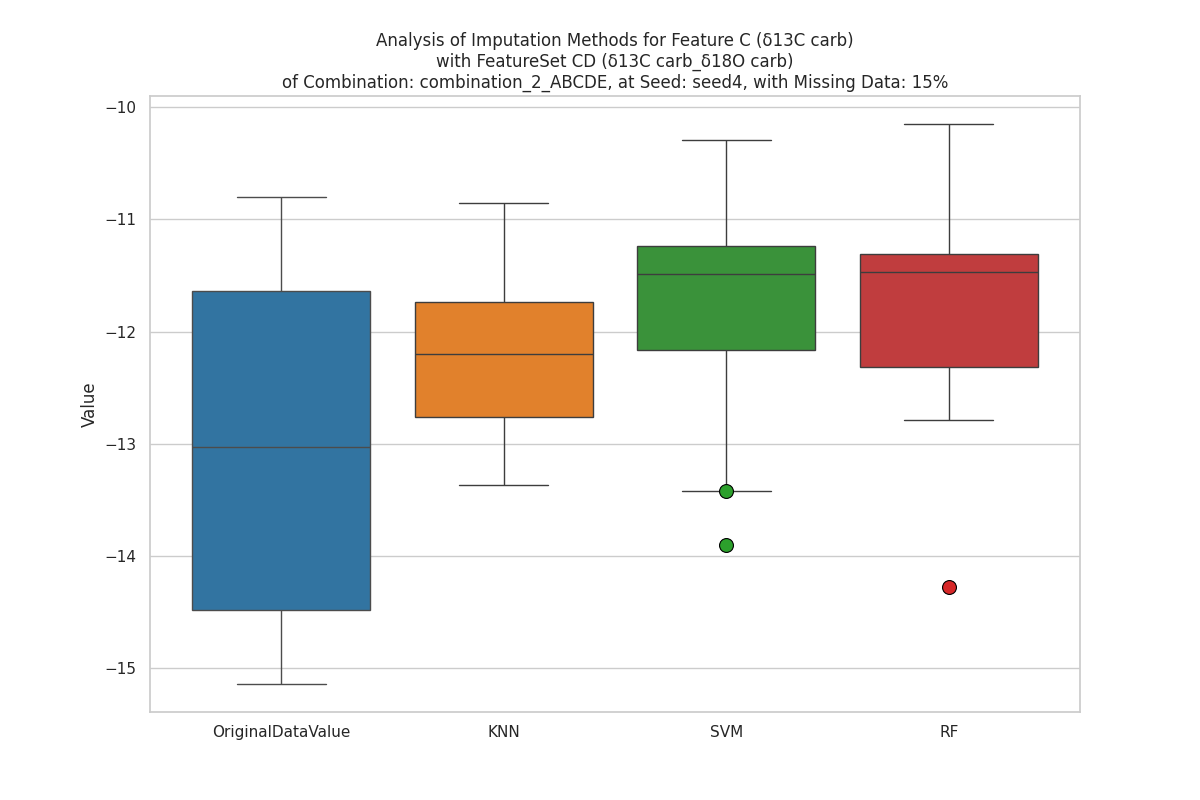 Analysis of Imputation Methods for Feature C (δ13C carb)
with FeatureSet CD (δ13C carb_δ18O carb)
of Combination: combination_2_ABCDE, at Seed: seed4, with Missing Data: 15%
−10
−11
−12
−13
−14
−15
Value
OriginalDataValue
KNN
SVM
RF